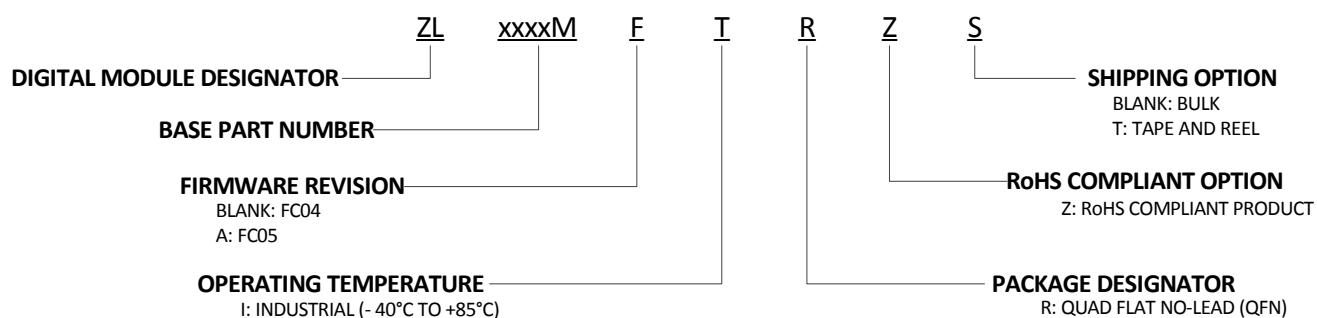 ZL xxxxM F T R Z S
DIGITAL MODULE DESIGNATOR
BASE PART NUMBER
FIRMWARE REVISION
BLANK: FC04
A: FC05
OPERATING TEMPERATURE
I: INDUSTRIAL (- 40°C TO +85°C)
SHIPPING OPTION
BLANK: BULK
T: TAPE AND REEL
RoHS COMPLIANT OPTION
Z: RoHS COMPLIANT PRODUCT
PACKAGE DESIGNATOR
R: QUAD FLAT NO-LEAD (QFN)